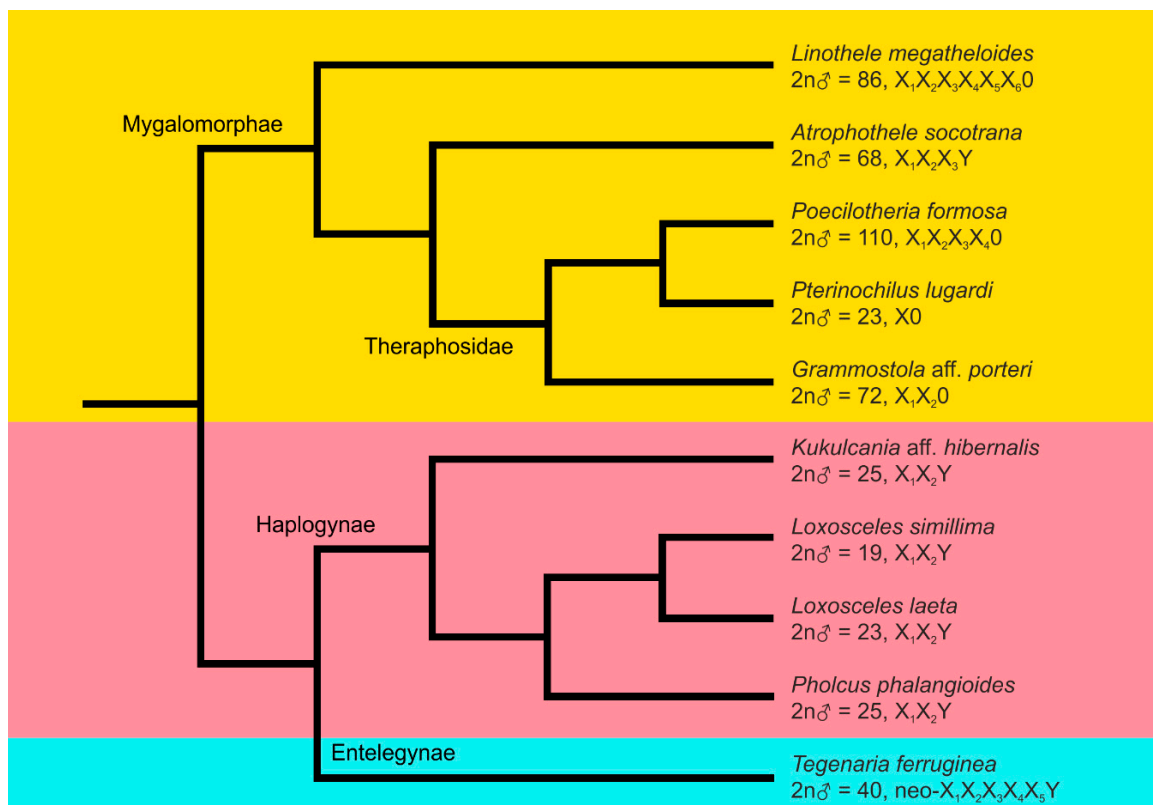 Linothele megatheloides
2n♂ = 86, X₁X₂X₃X₄X₅X₆0
Mygalomorphae
Atrophothele socotrana
2n♂ = 68, X₁X₂X₃Y
Poecilotheria formosa
2n♂ = 110, X₁X₂X₃X₄0
Pterinochilus lugardi
2n♂ = 23, X0
Theraphosidae
Grammostola aff. porteri
2n♂ = 72, X₁X₂0
Kukulcania aff. hibernalis
2n♂ = 25, X₁X₂Y
Haplogynae
Loxosceles simillima
2n♂ = 19, X₁X₂Y
Loxosceles laeta
2n♂ = 23, X₁X₂Y
Pholcus phalangioides
2n♂ = 25, X₁X₂Y
Entelegynae
Tegenaria ferruginea
2n♂ = 40, neo-X₁X₂X₃X₄X₅Y